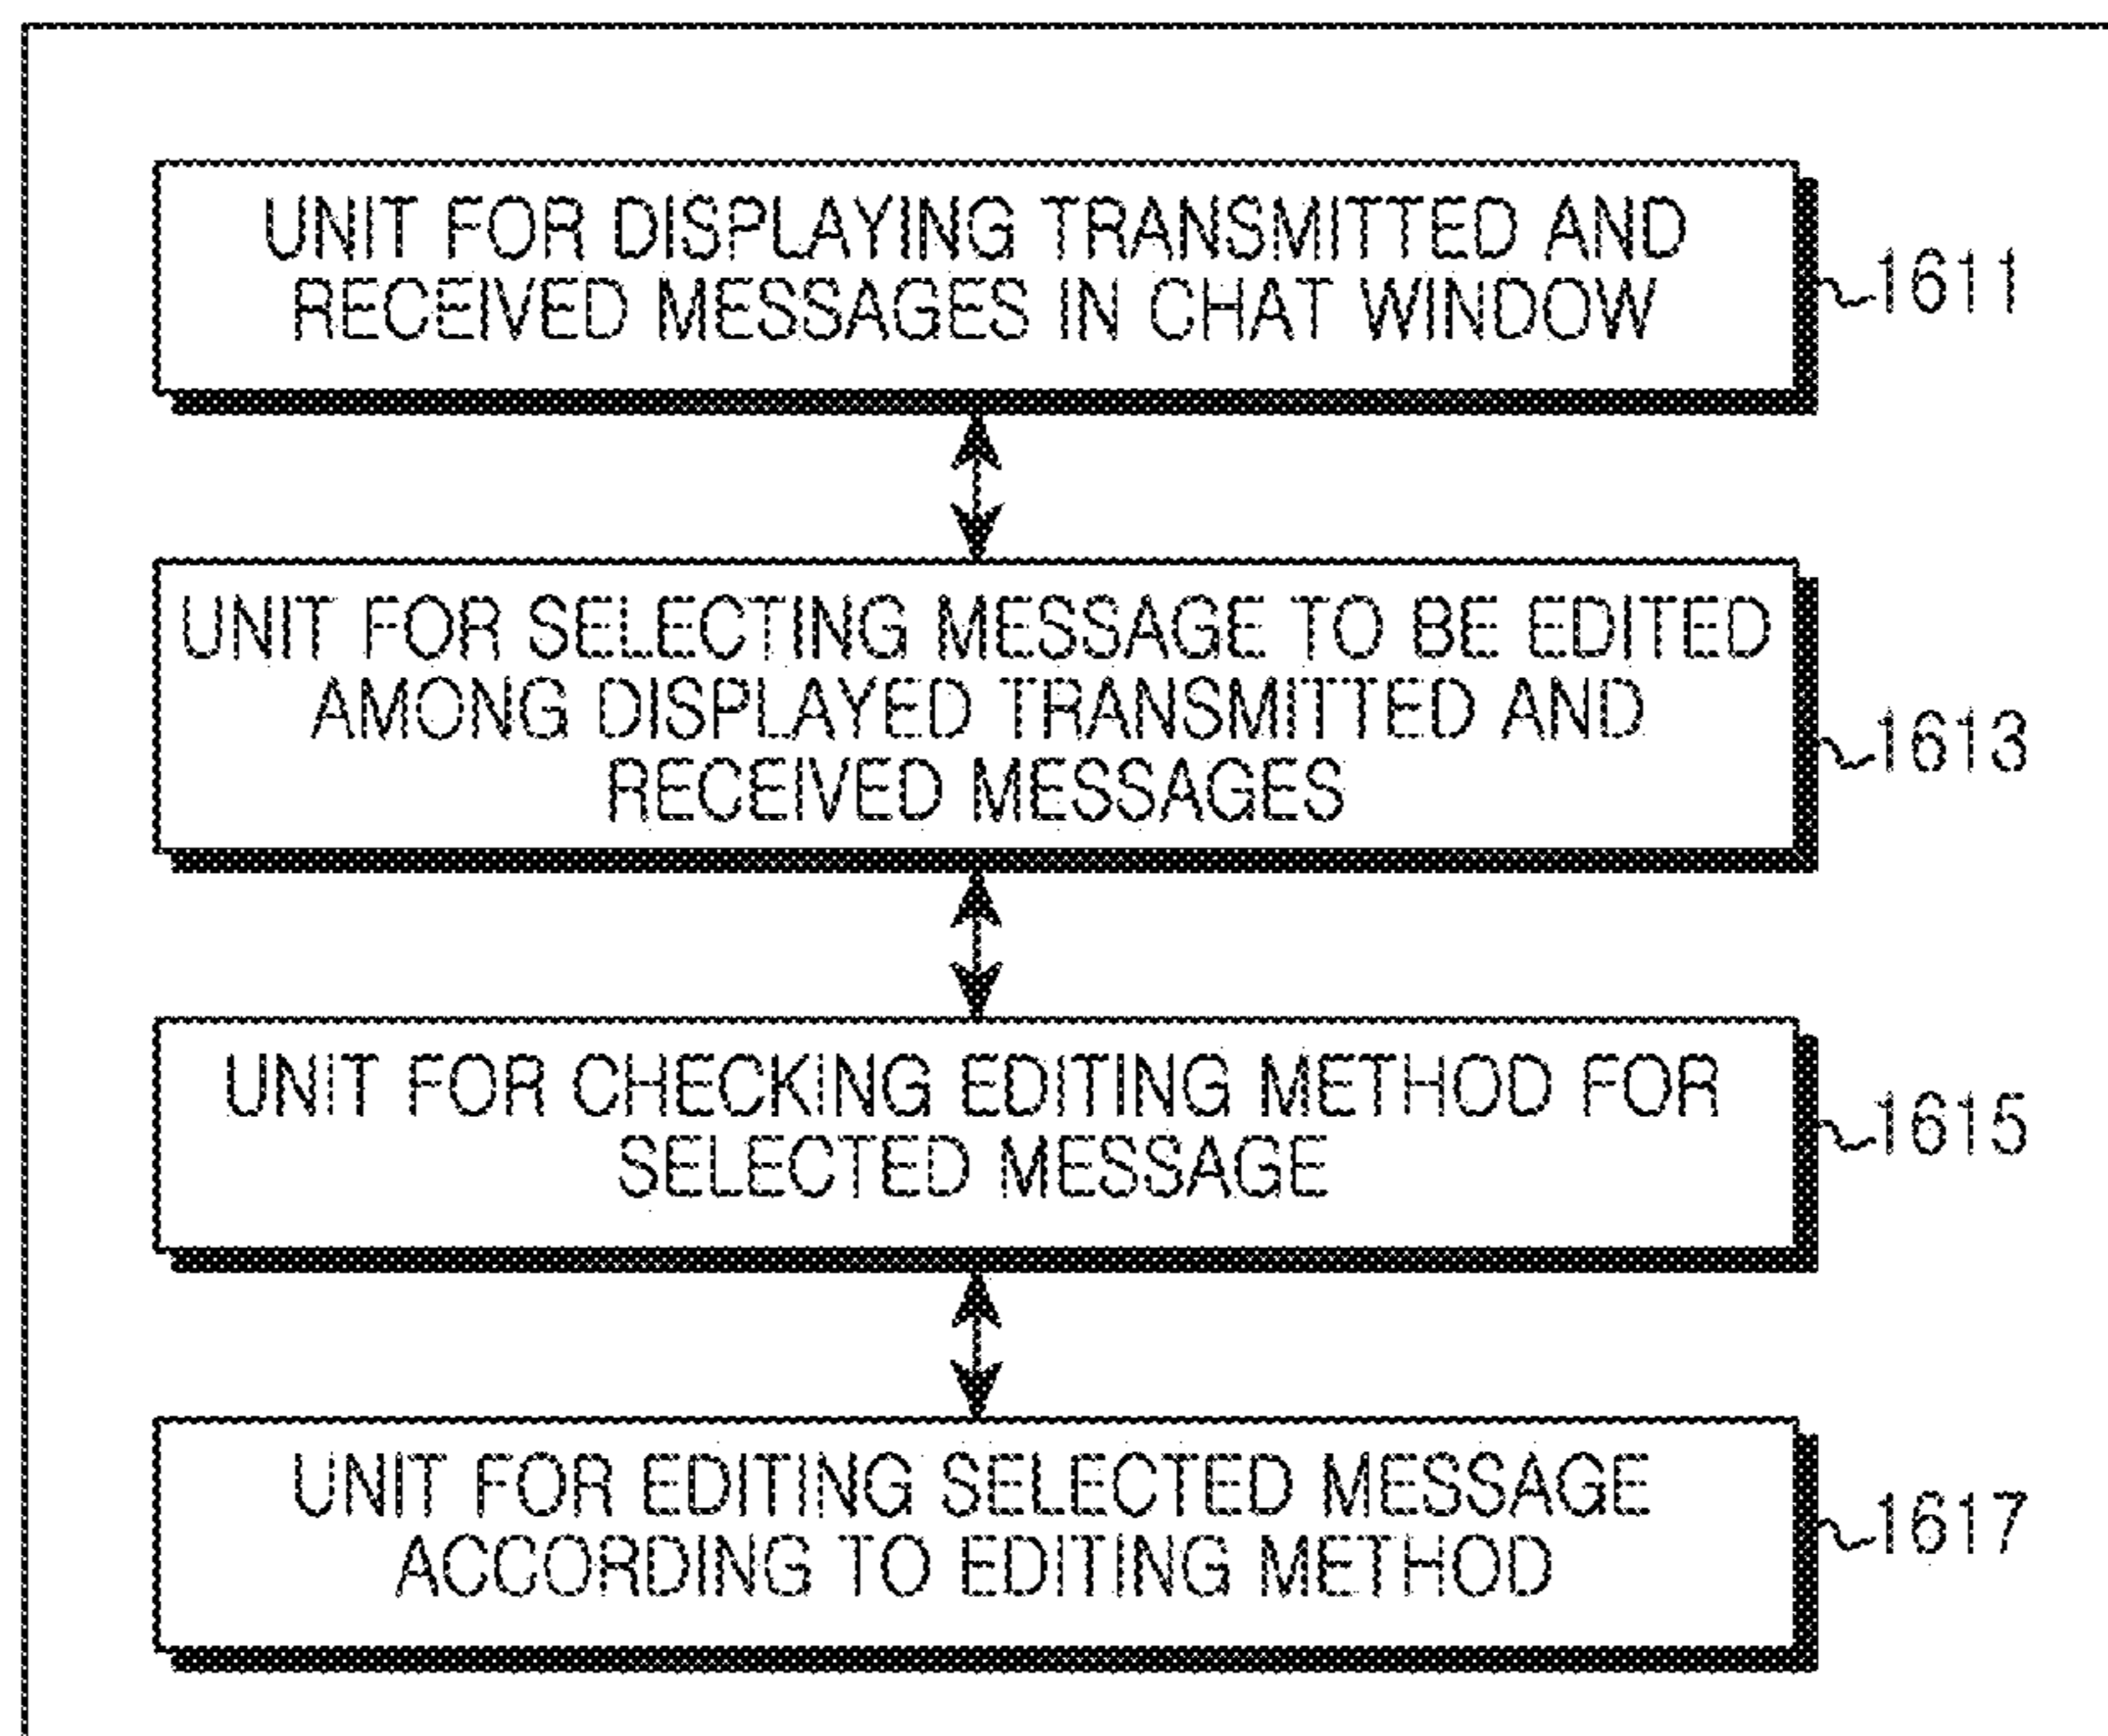 UNIT FOR DISPLAYING TRANSMITTED AND
RECEIVED MESSAGES IN CHAT WINDOW
1611
UNIT FOR SELECTING MESSAGE TO BE EDITED
AMONG DISPLAYED TRANSMITTED AND
RECEIVED MESSAGES
1613
UNIT FOR CHECKING EDITING METHOD FOR
SELECTED MESSAGE
1615
UNIT FOR EDITING SELECTED MESSAGE
ACCORDING TO EDITING METHOD
1617